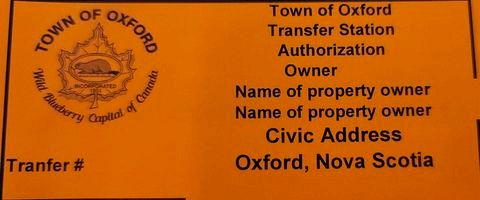 TOWN OF OXFORD
INCORPORATED
Wild Blueberry Capital of Canada
Tranfer #
Town of Oxford
Transfer Station
Authorization
Owner
Name of property owner
Name of property owner
Civic Address
Oxford, Nova Scotia